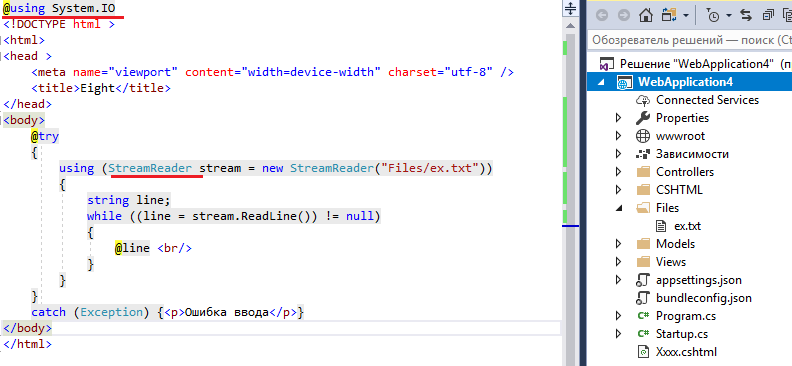 @using System.IO
<!DOCTYPE html >
<html>
<head >
<meta name="viewport" content="width=device-width" charset="utf-8" />
<title>Eight</title>
</head>
<body>
@try
{
using (StreamReader stream = new StreamReader("Files/ex.txt"))
{
string line;
while ((line = stream.ReadLine()) != null)
{
@line <br/>
}
}
}
catch (Exception) {<p>Ошибка ввода</p>}
</body>
</html>
Обозреватель решений — поиск (Ct
Решение "WebApplication4" (п
WebApplication4
Connected Services
Properties
wwwroot
Зависимости
Controllers
CSHTML
Files
ex.txt
Models
Views
appsettings.json
bundleconfig.json
C# Program.cs
C# Startup.cs
Xxxx.cshtml